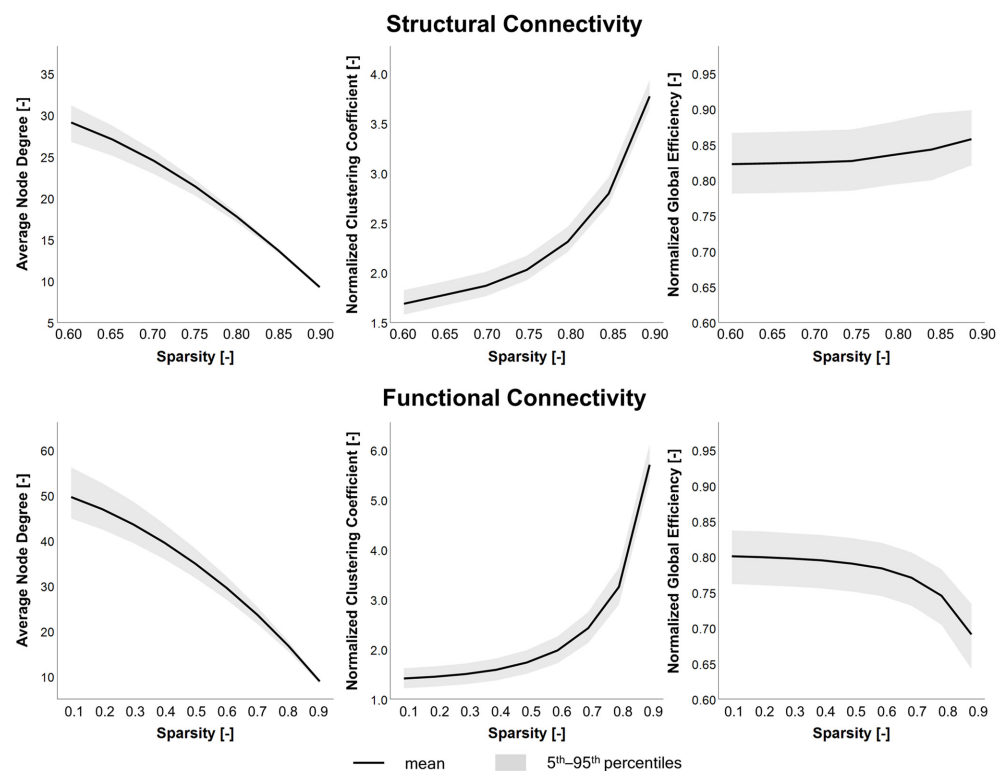 Structural Connectivity
Average Node Degree [-]
35
30
25
20
15
10
5
0.60 0.65 0.70 0.75 0.80 0.85 0.90
Sparsity [-]
Normalized Clustering Coefficient [-]
4.0
3.5
3.0
2.5
2.0
1.5
0.60 0.65 0.70 0.75 0.80 0.85 0.90
Sparsity [-]
Normalized Global Efficiency [-]
0.95
0.90
0.85
0.80
0.75
0.70
0.65
0.60
0.60 0.65 0.70 0.75 0.80 0.85 0.90
Sparsity [-]
Functional Connectivity
Average Node Degree [-]
60
50
40
30
20
10
0.1 0.2 0.3 0.4 0.5 0.6 0.7 0.8 0.9
Sparsity [-]
Normalized Clustering Coefficient [-]
6.0
5.0
4.0
3.0
2.0
1.0
0.1 0.2 0.3 0.4 0.5 0.6 0.7 0.8 0.9
Sparsity [-]
Normalized Global Efficiency [-]
0.95
0.90
0.85
0.80
0.75
0.70
0.65
0.60
0.1 0.2 0.3 0.4 0.5 0.6 0.7 0.8 0.9
Sparsity [-]
mean
5th–95th percentiles